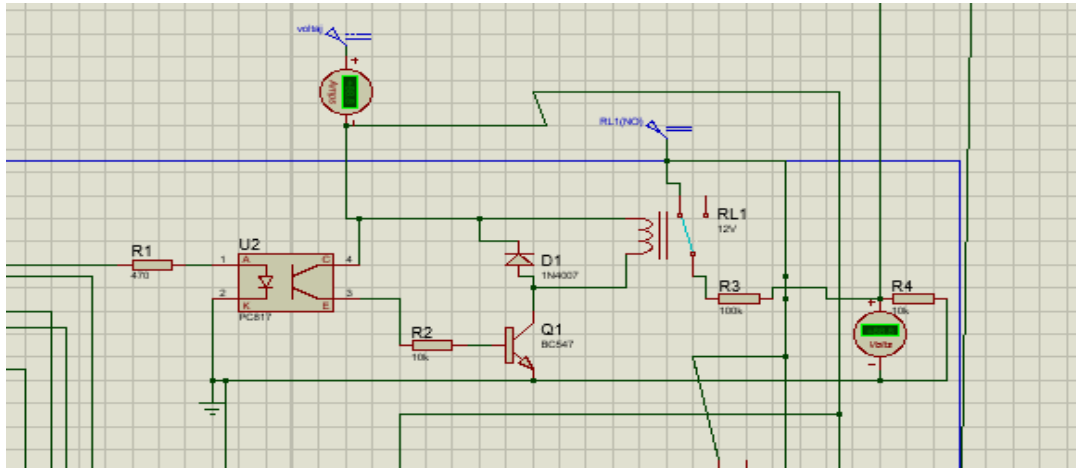 voltaj
+
Amps
RL1(NO)
RL1
12V
R1
470
U2
1
A
C
4
2
K
E
3
PC817
D1
1N4007
R2
10k
Q1
BC547
R3
100k
R4
10k
+
Volts
-